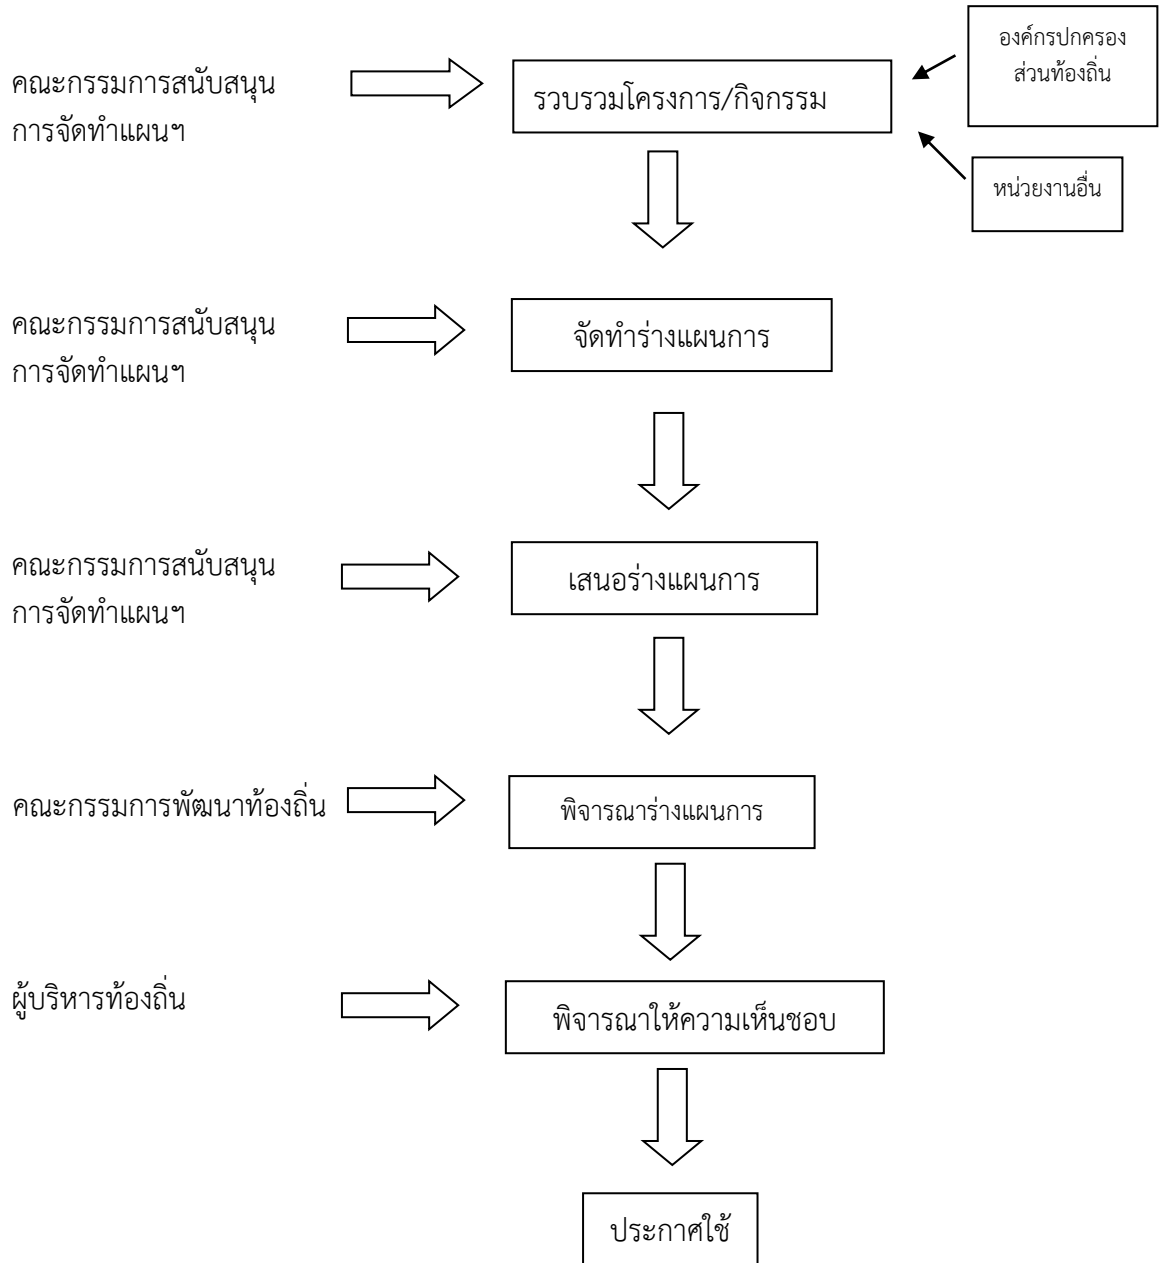 องค์กรปกครอง
ส่วนท้องถิ่น
คณะกรรมการสนับสนุน
การจัดทำแผนฯ
รวบรวมโครงการ/กิจกรรม
หน่วยงานอื่น
คณะกรรมการสนับสนุน
การจัดทำแผนฯ
จัดทำร่างแผนการ
คณะกรรมการสนับสนุน
การจัดทำแผนฯ
เสนอร่างแผนการ
คณะกรรมการพัฒนาท้องถิ่น
พิจารณาร่างแผนการ
ผู้บริหารท้องถิ่น
พิจารณาให้ความเห็นชอบ
ประกาศใช้